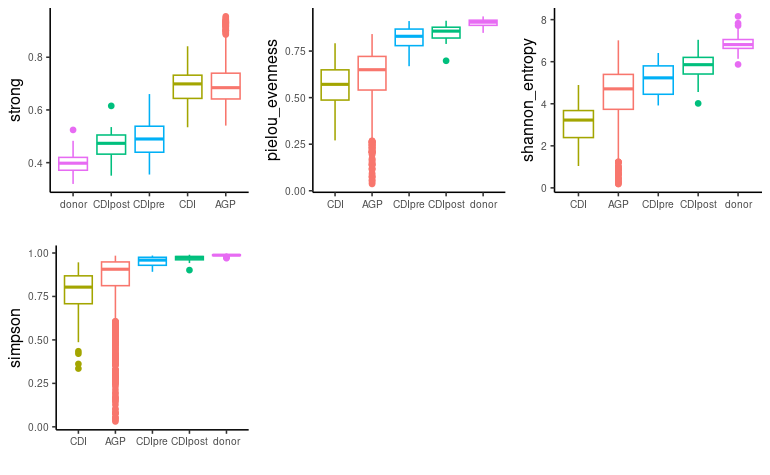 strong
0.8
0.6
0.4
donor CDIpost CDIpre CDI AGP
pielou_evenness
0.75
0.50
0.25
0.00
CDI AGP CDIpre CDIpost donor
shannon_entropy
8
6
4
2
0
CDI AGP CDIpre CDIpost donor
simpson
1.00
0.75
0.50
0.25
0.00
CDI AGP CDIpre CDIpost donor